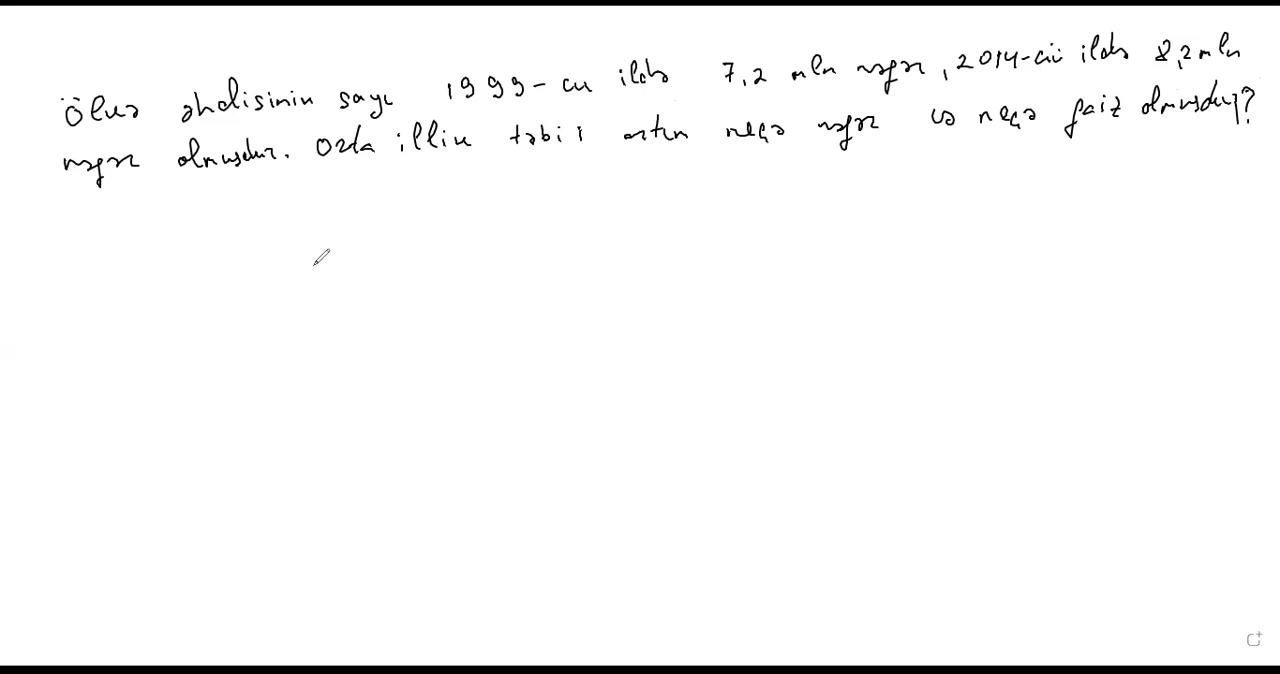 Ölkə əhalisinin sayı 1999-cu ildə 7,2 mln nəfər, 2014-cü ildə 8,2 mln
nəfər olmuşdur. Orta illik təbii artım neçə nəfər və neçə faiz olmuşdur?